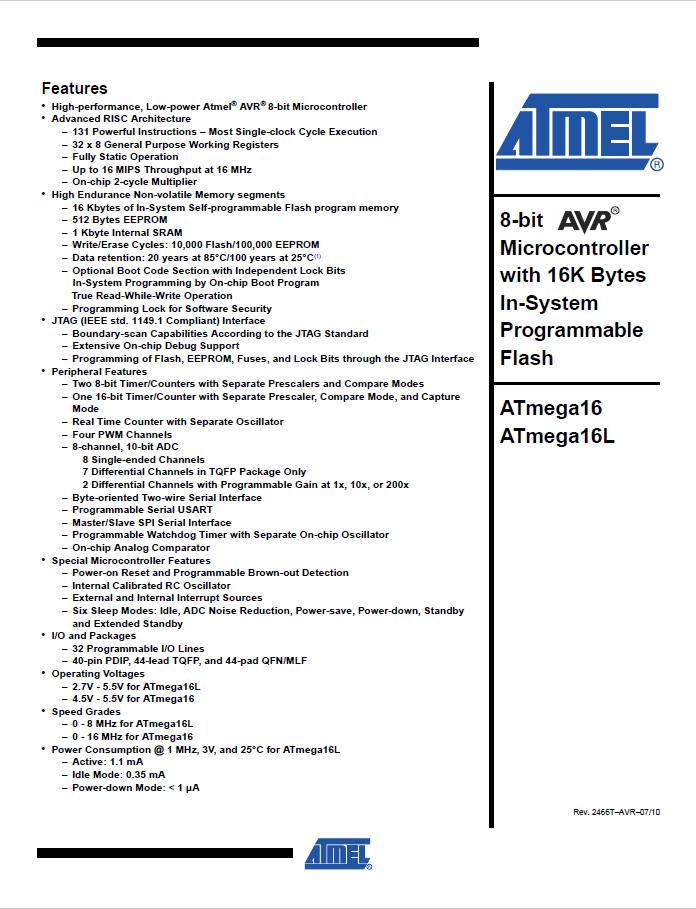 Features
• High-performance, Low-power Atmel® AVR® 8-bit Microcontroller
• Advanced RISC Architecture
– 131 Powerful Instructions – Most Single-clock Cycle Execution
– 32 x 8 General Purpose Working Registers
– Fully Static Operation
– Up to 16 MIPS Throughput at 16 MHz
– On-chip 2-cycle Multiplier
• High Endurance Non-volatile Memory segments
– 16 Kbytes of In-System Self-programmable Flash program memory
– 512 Bytes EEPROM
– 1 Kbyte Internal SRAM
– Write/Erase Cycles: 10,000 Flash/100,000 EEPROM
– Data retention: 20 years at 85°C/100 years at 25°C(1)
– Optional Boot Code Section with Independent Lock Bits
In-System Programming by On-chip Boot Program
True Read-While-Write Operation
– Programming Lock for Software Security
• JTAG (IEEE std. 1149.1 Compliant) Interface
– Boundary-scan Capabilities According to the JTAG Standard
– Extensive On-chip Debug Support
– Programming of Flash, EEPROM, Fuses, and Lock Bits through the JTAG Interface
• Peripheral Features
– Two 8-bit Timer/Counters with Separate Prescalers and Compare Modes
– One 16-bit Timer/Counter with Separate Prescaler, Compare Mode, and Capture
Mode
– Real Time Counter with Separate Oscillator
– Four PWM Channels
– 8-channel, 10-bit ADC
8 Single-ended Channels
7 Differential Channels in TQFP Package Only
2 Differential Channels with Programmable Gain at 1x, 10x, or 200x
– Byte-oriented Two-wire Serial Interface
– Programmable Serial USART
– Master/Slave SPI Serial Interface
– Programmable Watchdog Timer with Separate On-chip Oscillator
– On-chip Analog Comparator
• Special Microcontroller Features
– Power-on Reset and Programmable Brown-out Detection
– Internal Calibrated RC Oscillator
– External and Internal Interrupt Sources
– Six Sleep Modes: Idle, ADC Noise Reduction, Power-save, Power-down, Standby
and Extended Standby
• I/O and Packages
– 32 Programmable I/O Lines
– 40-pin PDIP, 44-lead TQFP, and 44-pad QFN/MLF
• Operating Voltages
– 2.7V - 5.5V for ATmega16L
– 4.5V - 5.5V for ATmega16
• Speed Grades
– 0 - 8 MHz for ATmega16L
– 0 - 16 MHz for ATmega16
• Power Consumption @ 1 MHz, 3V, and 25°C for ATmega16L
– Active: 1.1 mA
– Idle Mode: 0.35 mA
– Power-down Mode: < 1 µA
ATMEL®
8-bit AVR®
Microcontroller
with 16K Bytes
In-System
Programmable
Flash
ATmega16
ATmega16L
Rev. 2466T–AVR–07/10
ATMEL®